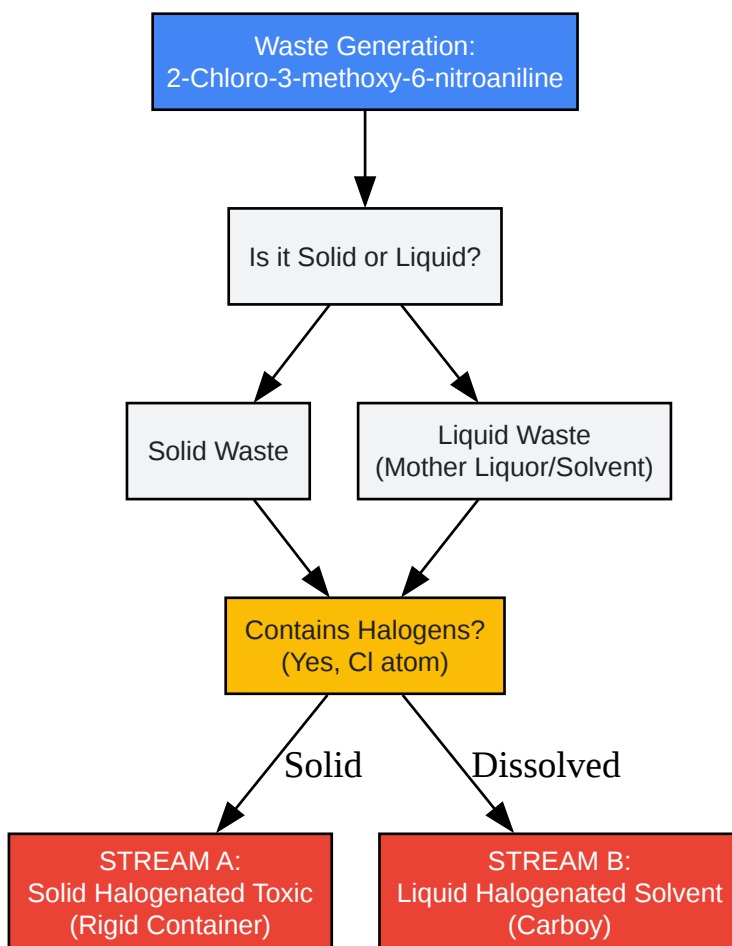 Waste Generation:
2-Chloro-3-methoxy-6-nitroaniline
Is it Solid or Liquid?
Solid Waste
Liquid Waste
(Mother Liquor/Solvent)
Contains Halogens?
(Yes, Cl atom)
Solid
Dissolved
STREAM A:
Solid Halogenated Toxic
(Rigid Container)
STREAM B:
Liquid Halogenated Solvent
(Carboy)